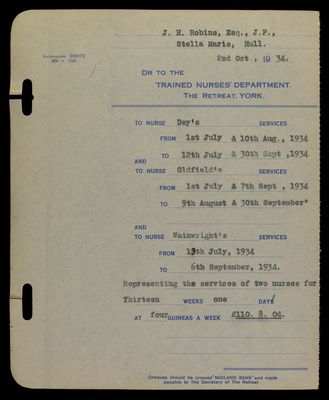 J. H. Robins, Esq., J.P.,
Stella Maris, Hull.
2nd Oct., 1934.
DR TO THE
TRAINED NURSES' DEPARTMENT.
THE RETREAT, YORK.
TO NURSE Dey's SERVICES
FROM 1st July & 10th Aug., 1934
TO 12th July & 30th Sept ,1934
AND
TO NURSE Oldfield's SERVICES
FROM 1st July & 7th Sept , 1934
TO 9th August & 30th September"
AND
TO NURSE Wainwright's SERVICES
FROM 15th July, 1934
TO 6th September, 1934.
Representing the services of two nurses for
Thirteen WEEKS one DAY
AT four GUINEAS A WEEK £110. 8. 0d.
Cheques should be crossed "MIDLAND BANK" and made
payable to The Secretary of The Retreat.